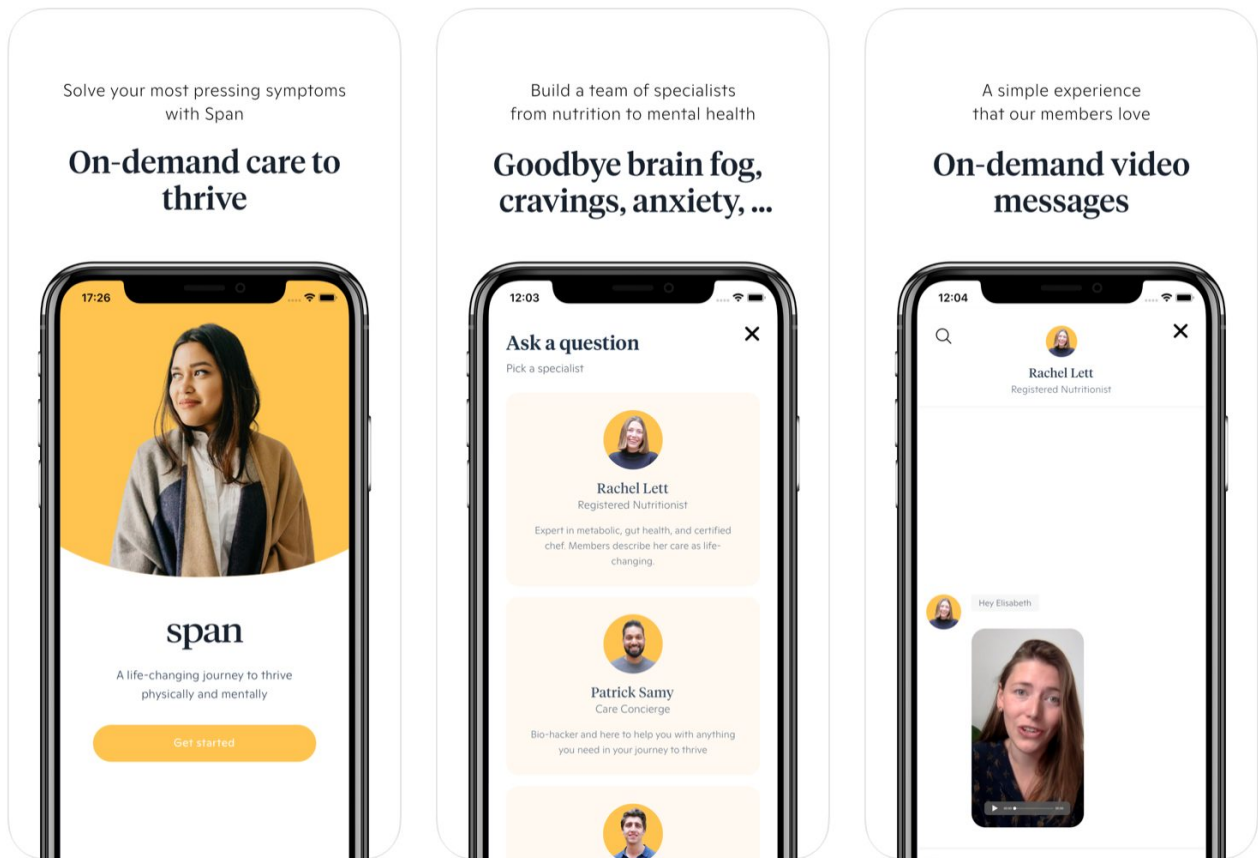 Solve your most pressing symptoms
with Span
On-demand care to
thrive
17:26
span
A life-changing journey to thrive
physically and mentally
Get started
Build a team of specialists
from nutrition to mental health
Goodbye brain fog,
cravings, anxiety, ...
12:03
Ask a question
Pick a specialist
Rachel Lett
Registered Nutritionist
Expert in metabolic, gut health, and certified
chef. Members describe her care as life-
changing.
Patrick Samy
Care Concierge
Bio-hacker and here to help you with anything
you need in your journey to thrive
A simple experience
that our members love
On-demand video
messages
12:04
Rachel Lett
Registered Nutritionist
Hey Elisabeth